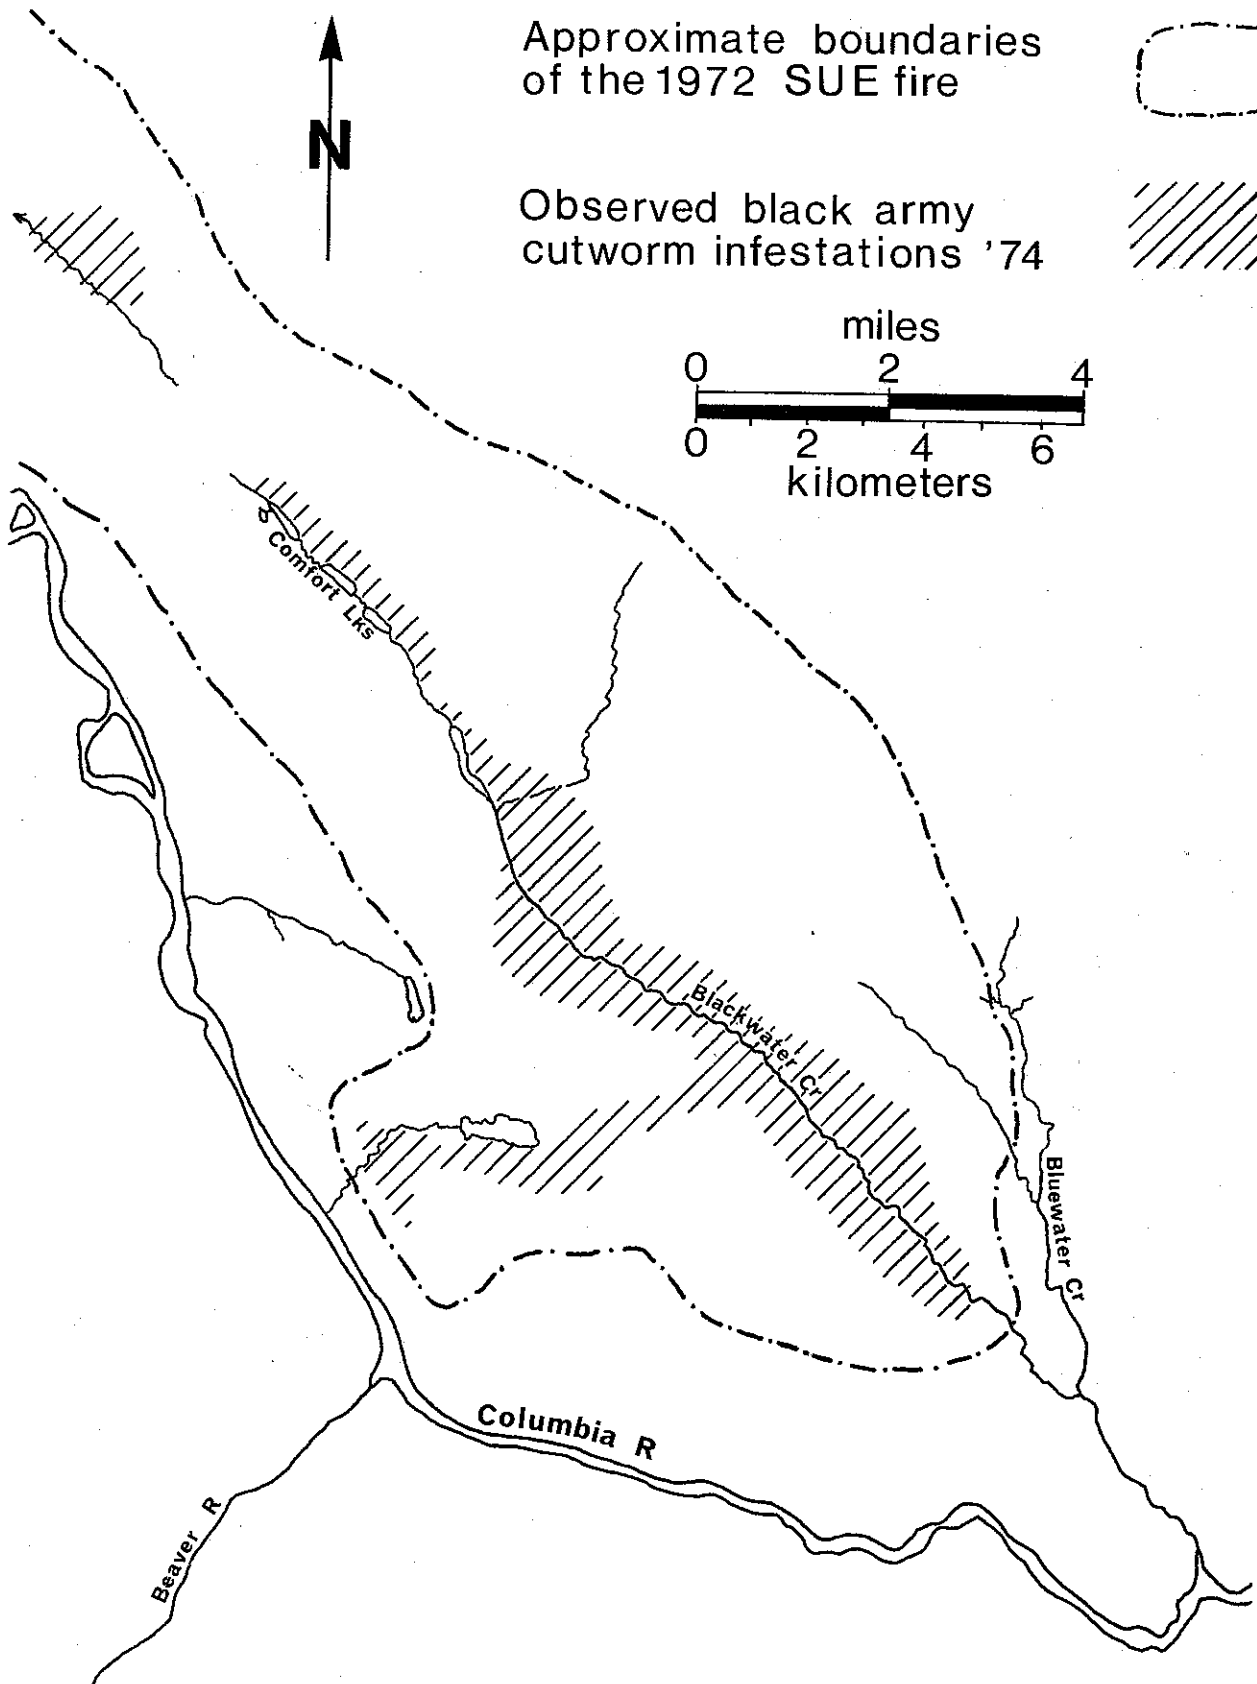 Approximate boundaries
of the 1972 SUE fire
N
Observed black army
cutworm infestations '74
miles
0 2 4
0 2 4 6
kilometers
Comfort Lks
Blackwater Cr
Bluewater Cr
Columbia R
Beaver R